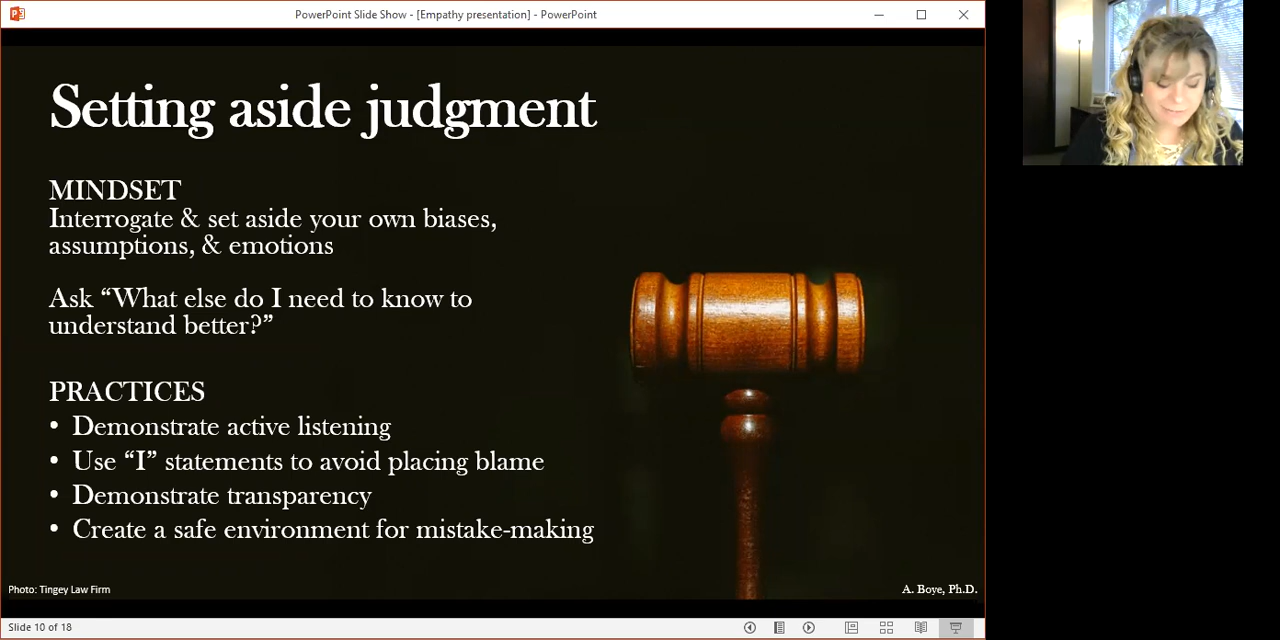 PowerPoint Slide Show - [Empathy presentation] - PowerPoint
Setting aside judgment
MINDSET
Interrogate & set aside your own biases,
assumptions, & emotions
Ask “What else do I need to know to
understand better?”
PRACTICES
• Demonstrate active listening
• Use “I” statements to avoid placing blame
• Demonstrate transparency
• Create a safe environment for mistake-making
Photo: Tingey Law Firm
A. Boye, Ph.D.
Slide 10 of 18